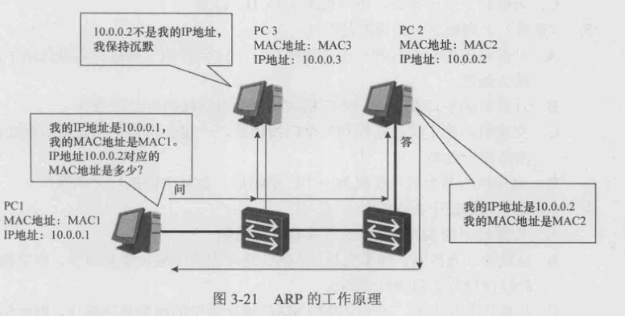 10.0.0.2不是我的IP地址，
我保持沉默
PC 3
MAC地址：MAC3
IP地址：10.0.0.3
PC 2
MAC地址：MAC2
IP地址：10.0.0.2
我的IP地址是10.0.0.1，
我的MAC地址是MAC1。
IP地址10.0.0.2对应的
MAC地址是多少？
问
答
PC1
MAC地址：MAC1
IP地址：10.0.0.1
我的IP地址是10.0.0.2
我的MAC地址是MAC2
图 3-21 ARP 的工作原理